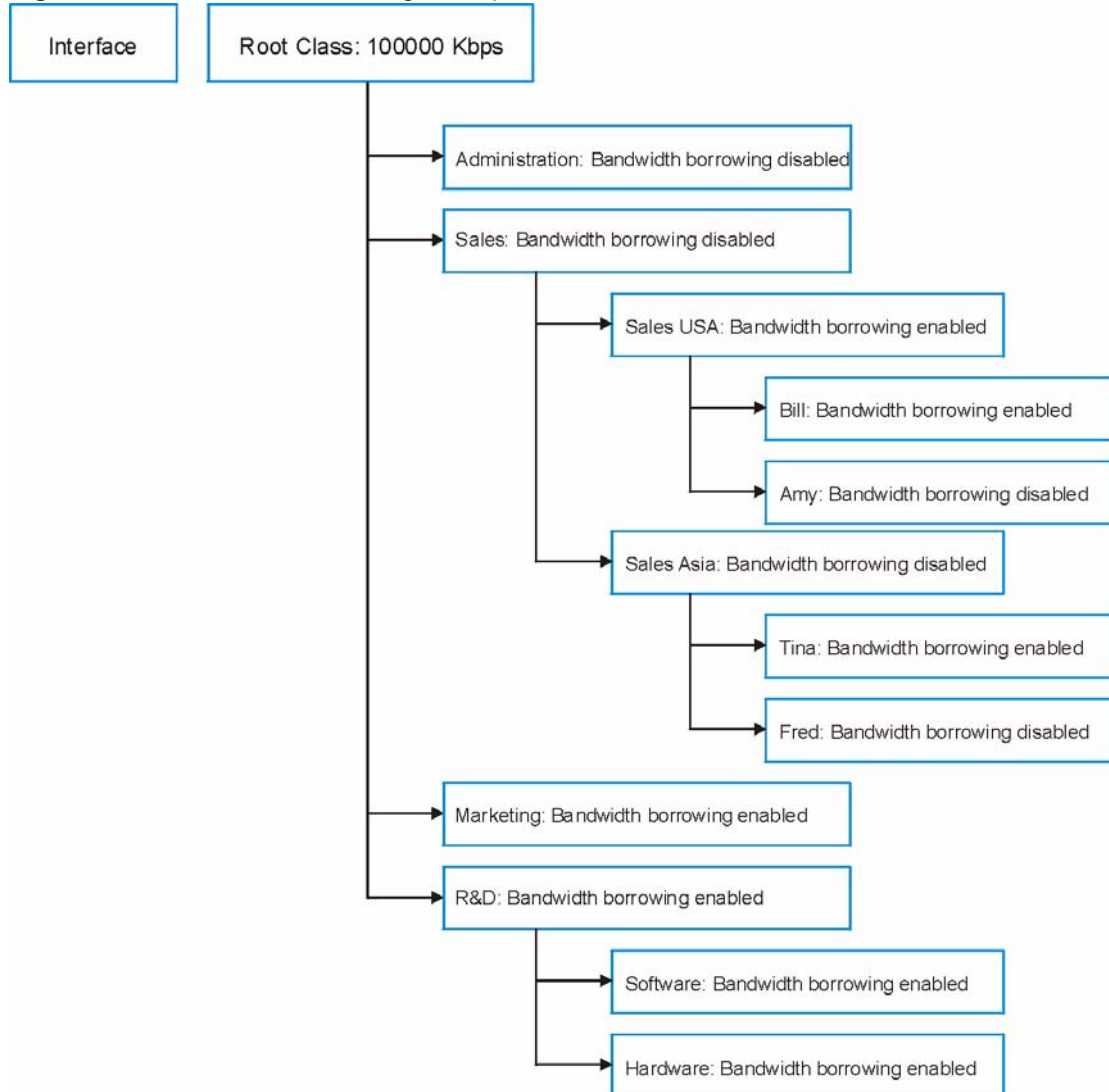 Interface
Root Class: 100000 Kbps
Administration: Bandwidth borrowing disabled
Sales: Bandwidth borrowing disabled
Sales USA: Bandwidth borrowing enabled
Bill: Bandwidth borrowing enabled
Amy: Bandwidth borrowing disabled
Sales Asia: Bandwidth borrowing disabled
Tina: Bandwidth borrowing enabled
Fred: Bandwidth borrowing disabled
Marketing: Bandwidth borrowing enabled
R&D: Bandwidth borrowing enabled
Software: Bandwidth borrowing enabled
Hardware: Bandwidth borrowing enabled